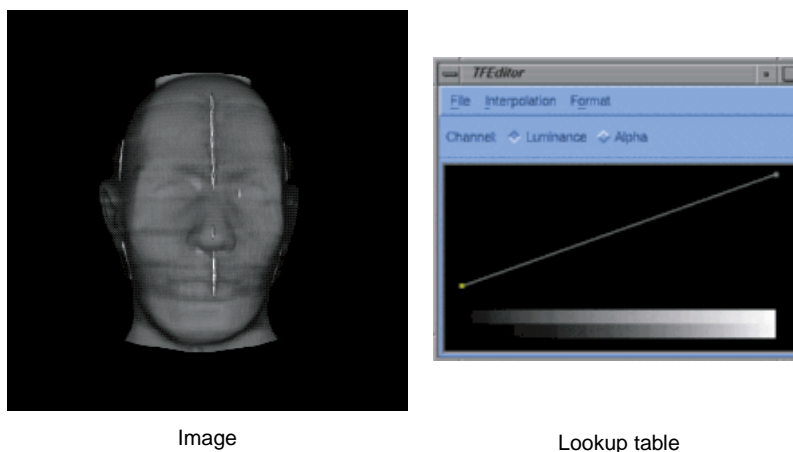 TFEditor
File Interpolation Format
Channel: Luminance Alpha
Image
Lookup table